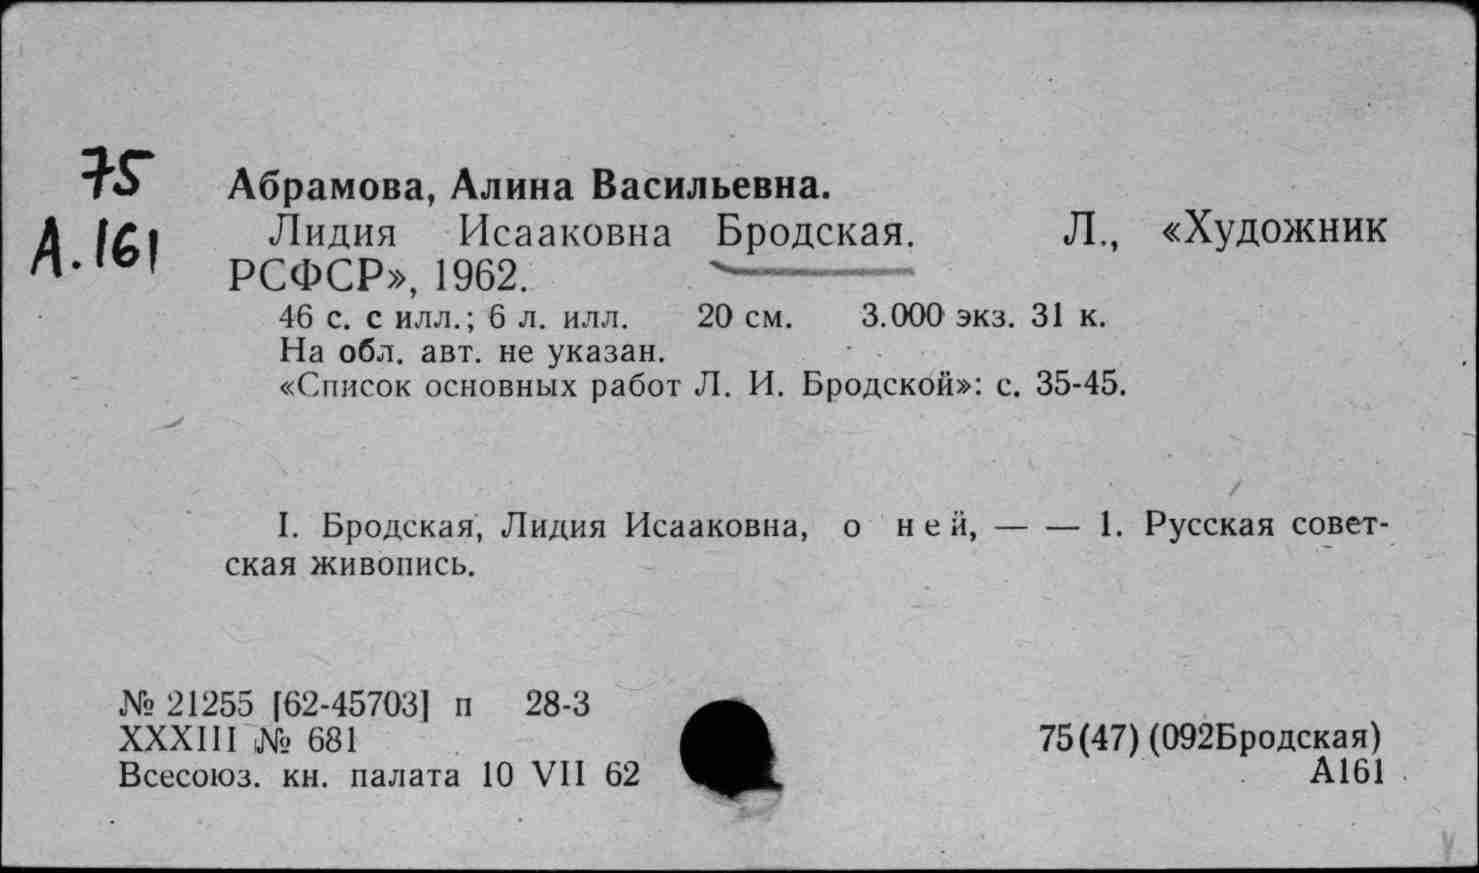 75
А.161
Абрамова, Алина Васильевна.
Лидия Исааковна Бродская. Л., «Художник
РСФСР», 1962.
46 с. с илл.; 6 л. илл. 20 см. 3.000 экз. 31 к.
На обл. авт. не указан.
«Список основных работ Л. И. Бродской»: с. 35-45.
I. Бродская, Лидия Исааковна, о ней, — — 1. Русская совет-
ская живопись.
№ 21255 [62-45703] п 28-3
XXXIII № 681
Всесоюз. кн. палата 10 VII 62
75(47)(092Бродская)
А161